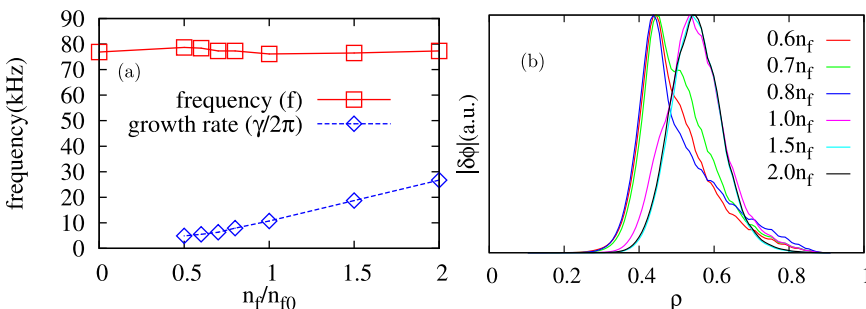 90
80
70
60
50
40
30
20
10
0
frequency(kHz)
(a)
frequency (f)
growth rate (γ/2π)
0 0.5 1 1.5 2
n_f/n_f0
|δϕ|(a.u.)
(b)
0.6n_f
0.7n_f
0.8n_f
1.0n_f
1.5n_f
2.0n_f
0 0.2 0.4 0.6 0.8 1
ρ